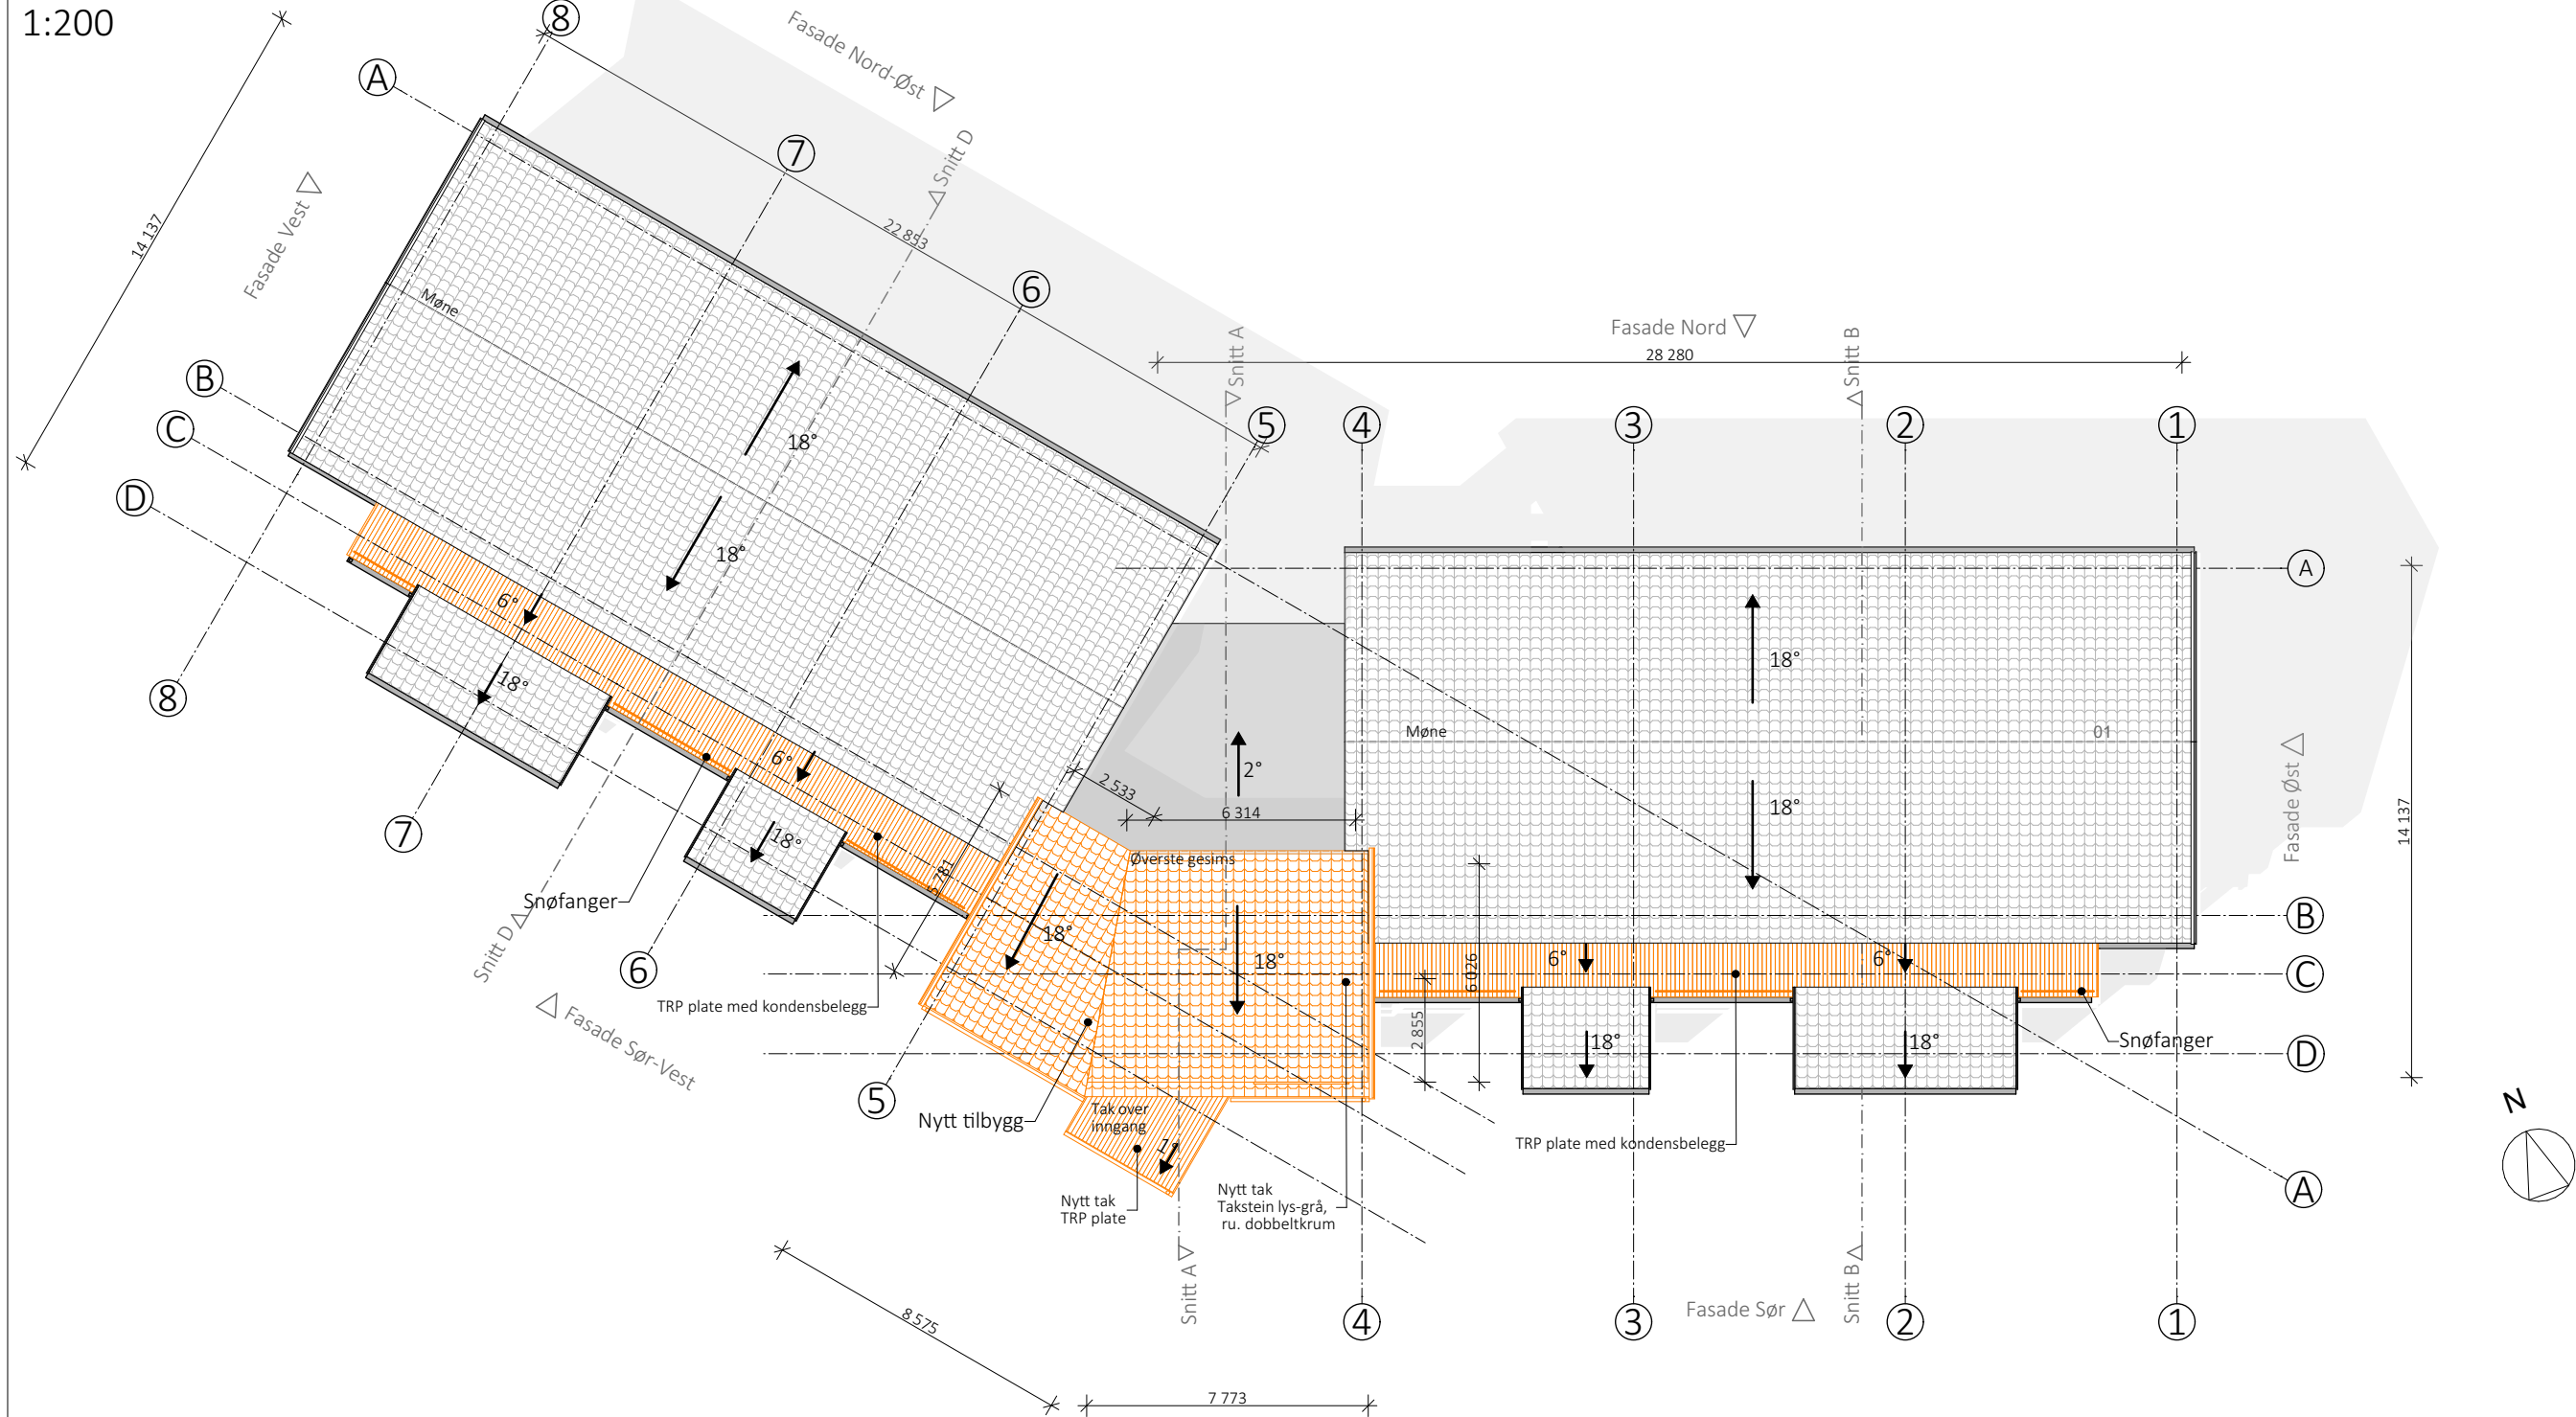 1:200
8
A
Fasade Nord-Øst
7
Snitt D
Fasade Vest
14 137
22 853
6
Møne
Fasade Nord
28 280
Snitt A
Snitt B
B
C
D
5
4
3
2
1
18°
18°
A
6°
18°
8
6°
18°
7
2 533
2°
6 314
Møne
01
18°
18°
Fasade Øst
14 137
Øverste gesims
5 781
Snøfanger
Snitt D
6
18°
18°
6 026
2 855
6°
6°
B
C
D
TRP plate med kondensbelegg
Fasade Sør-Vest
18°
18°
Snøfanger
5
Nytt tilbygg
Tak over
inngang
1°
TRP plate med kondensbelegg
N
A
Nytt tak
TRP plate
Nytt tak
Takstein lys-grå,
ru. dobbeltkrum
Snitt A
Snitt B
Fasade Sør
4
3
2
1
8 575
7 773